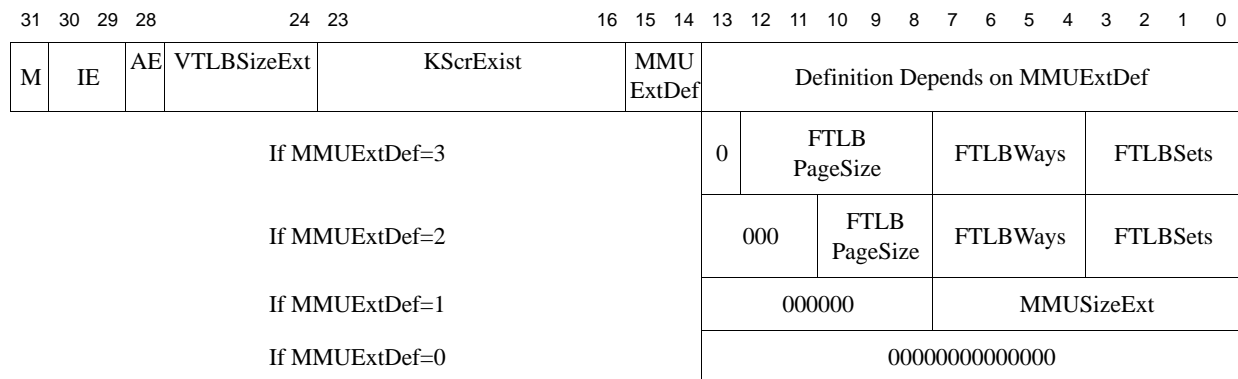 31 30 29 28 24 23 16 15 14 13 12 11 10 9 8 7 6 5 4 3 2 1 0
M IE AE VTLBSizeExt KScrExist MMU
ExtDef Definition Depends on MMUExtDef
If MMUExtDef=3 0 FTLB
PageSize FTLBWays FTLBSets
If MMUExtDef=2 000 FTLB
PageSize FTLBWays FTLBSets
If MMUExtDef=1 000000 MMUSizeExt
If MMUExtDef=0 00000000000000